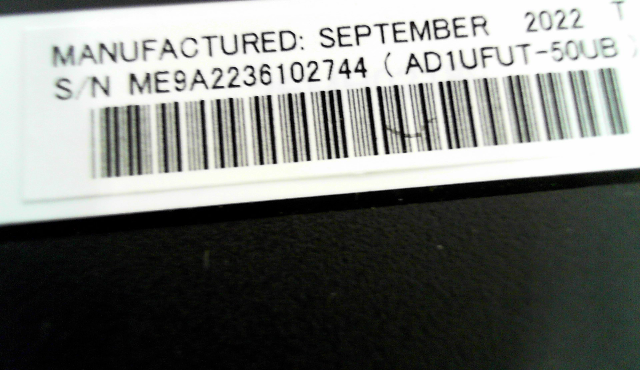 MANUFACTURED: SEPTEMBER 2022 T
S/N ME9A2236102744 ( AD1UFUT-50UB )